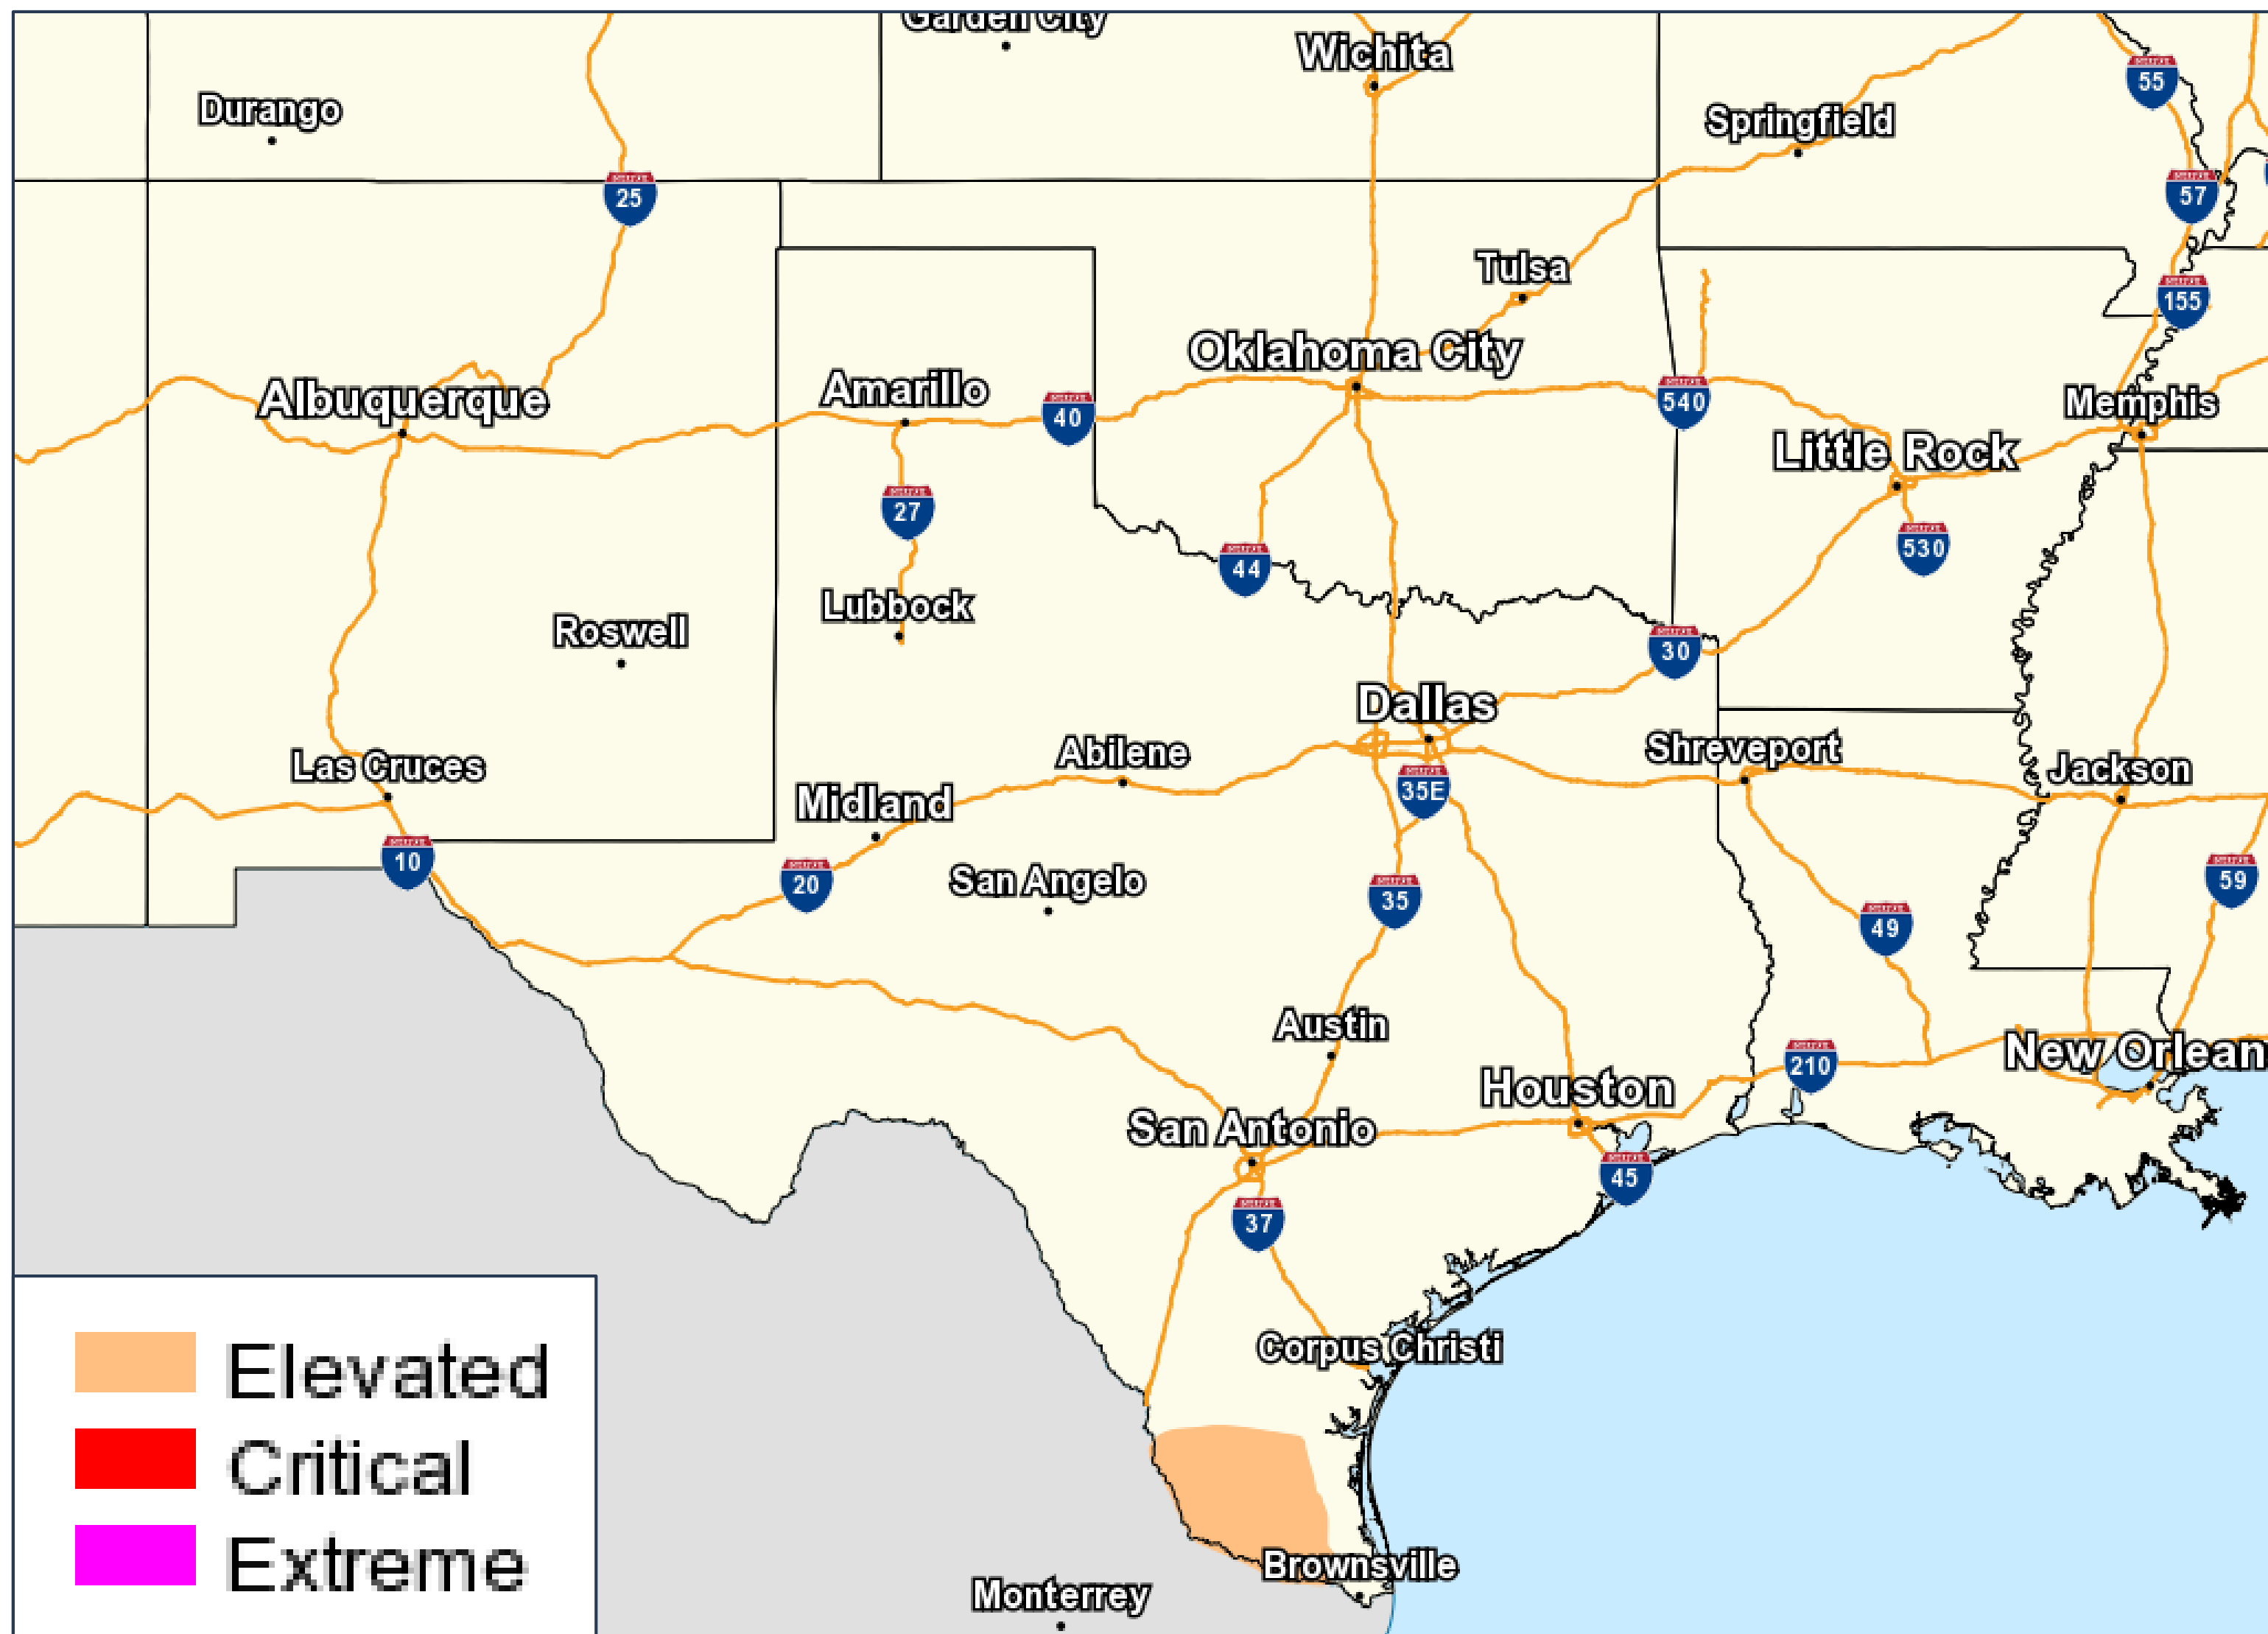 Garden City
Wichita
55
Durango
Springfield
25
57
Tulsa
155
Oklahoma City
Albuquerque
Amarillo
40
540
Memphis
Little Rock
27
530
44
Lubbock
Roswell
30
Dallas
Abilene
Shreveport
Las Cruces
Jackson
35E
Midland
10
20
San Angelo
35
59
49
Austin
New Orlean
210
Houston
San Antonio
45
37
Corpus Christi
Elevated
Critical
Extreme
Brownsville
Monterrey